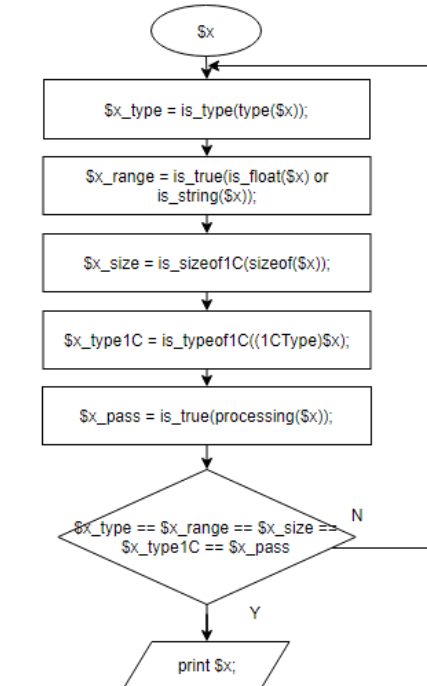 $x
$x_type = is_type(type($x));
$x_range = is_true(is_float($x) or
is_string($x));
$x_size = is_sizeof1C(sizeof($x));
$x_type1C = is_typeof1C((1CType)$x);
$x_pass = is_true(processing($x));
$x_type == $x_range == $x_size ==
$x_type1C == $x_pass
N
Y
print $x;